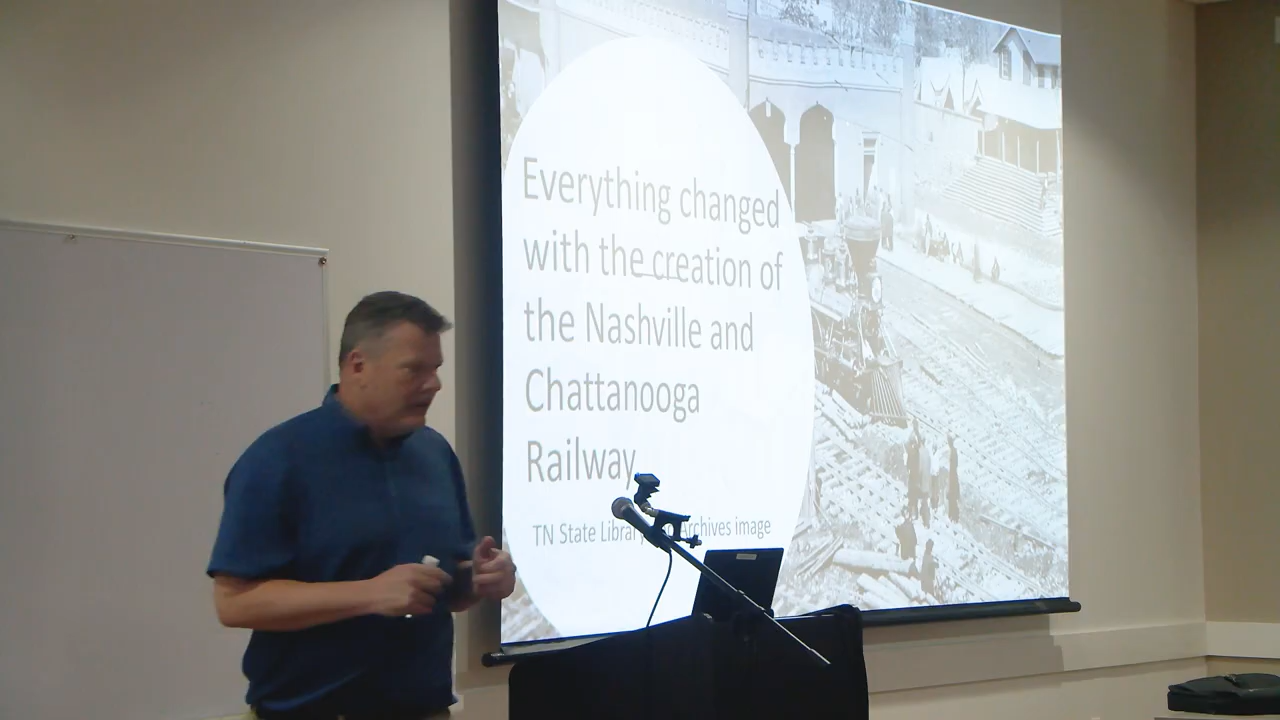 Everything changed
with the creation of
the Nashville and
Chattanooga
Railway
TN State Library Archives image